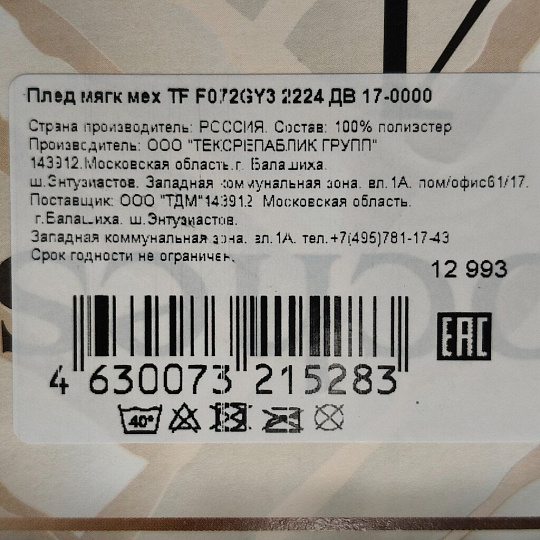 Плед мягк мех TF F072GY3 2224 ДВ 17-0000
Страна производитель: РОССИЯ. Состав: 100% полиэстер
Производитель: ООО "ТЕКСРЕПАБЛИК ГРУПП"
143912.Московская область.г. Балашиха.
ш.Энтузиастов. Западная коммунальная зона. вл.1А. пом/офис61/17.
Поставщик: ООО "ТДМ"143912 Московская область.
г.Балашиха. ш.Энтузиастов.
Западная коммунальная зона. вл.1А. тел.+7(495)781-17-43
Срок годности не ограничен.
12 993
EAC
4 630073 215283
40°